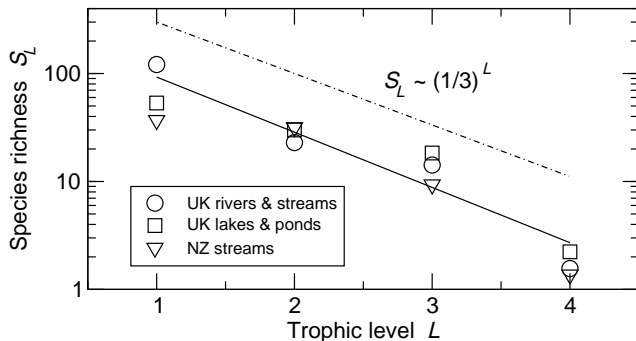 Species richness S_L
100
10
1
S_L ~ (1/3)^L
UK rivers & streams
UK lakes & ponds
NZ streams
1 2 3 4
Trophic level L